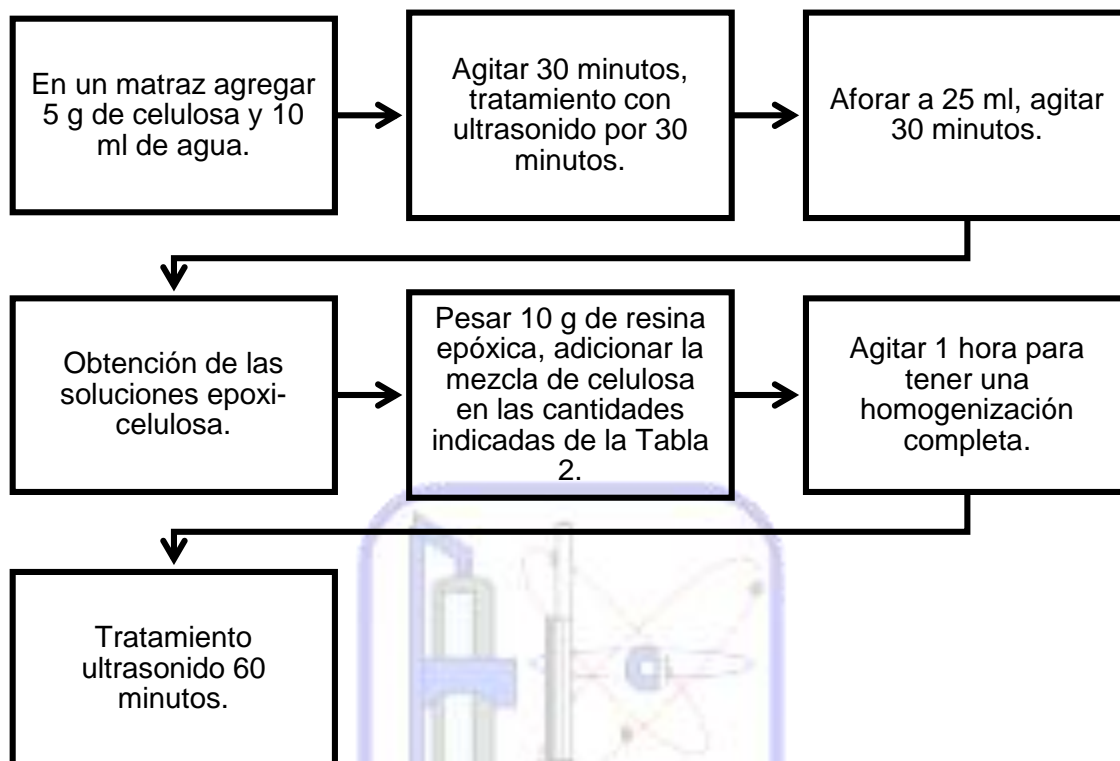 En un matraz agregar
5 g de celulosa y 10
ml de agua.
Agitar 30 minutos,
tratamiento con
ultrasonido por 30
minutos.
Aforar a 25 ml, agitar
30 minutos.
Obtención de las
soluciones epoxi-
celulosa.
Pesar 10 g de resina
epóxica, adicionar la
mezcla de celulosa
en las cantidades
indicadas de la Tabla
2.
Agitar 1 hora para
tener una
homogenización
completa.
Tratamiento
ultrasonido 60
minutos.